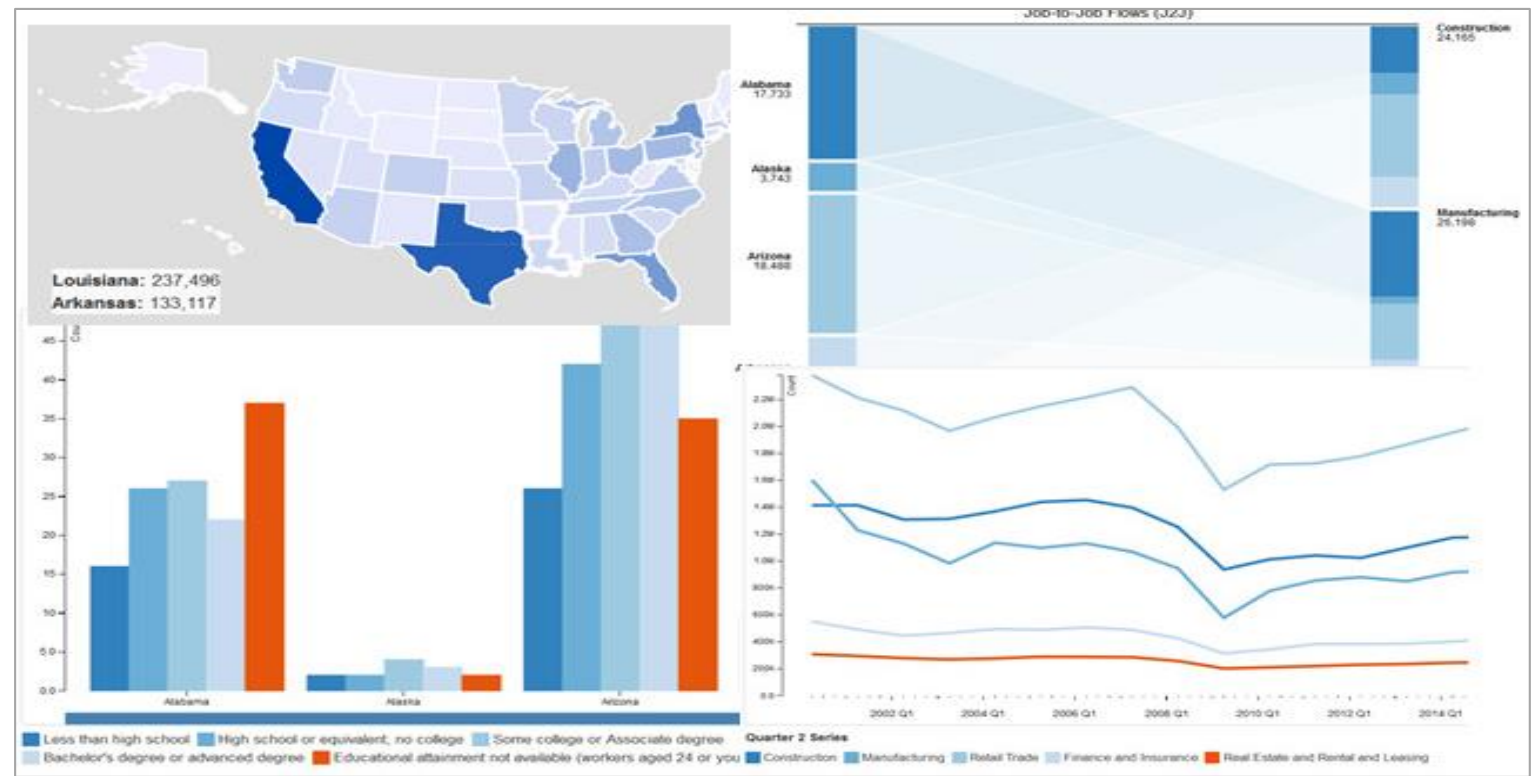 Louisiana: 237,496
Arkansas: 133,117
Job-to-Job Flows (J2J)
Alabama
17,733
Alaska
3,743
Arizona
18,488
Construction
24,165
Manufacturing
26,198
Cou
45
40
35
30
25
20
15
10
5.0
0.0
Alabama
Alaska
Arizona
Less than high school
High school or equivalent, no college
Some college or Associate degree
Bachelor's degree or advanced degree
Educational attainment not available (workers aged 24 or you
Count
2.2M
2.0M
1.8M
1.6M
1.4M
1.2M
1.0M
800k
600k
400k
200k
0.0
2002 Q1
2004 Q1
2006 Q1
2008 Q1
2010 Q1
2012 Q1
2014 Q1
Quarter 2 Series
Construction
Manufacturing
Retail Trade
Finance and Insurance
Real Estate and Rental and Leasing